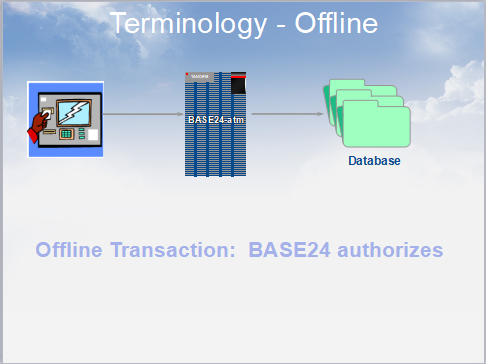 Terminology - Offline
BASE24-atm
Database
Offline Transaction: BASE24 authorizes